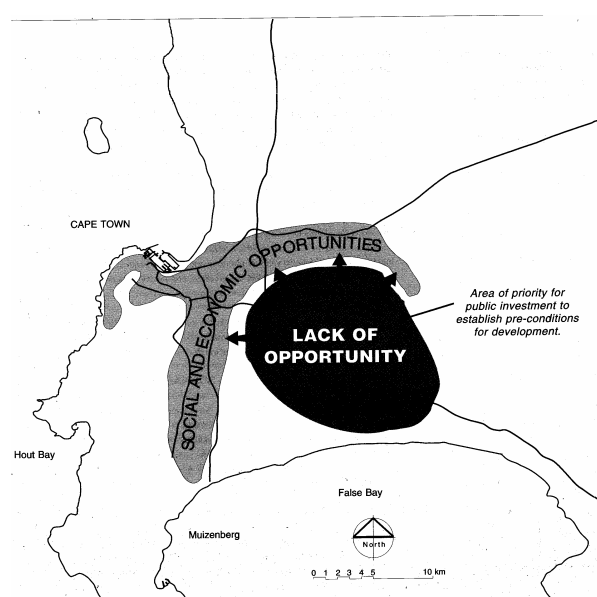 CAPE TOWN
SOCIAL AND ECONOMIC OPPORTUNITIES
Area of priority for
public investment to
establish pre-conditions
for development.
LACK OF
OPPORTUNITY
Hout Bay
False Bay
Muizenberg
North
0 1 2 3 4 5 10 km